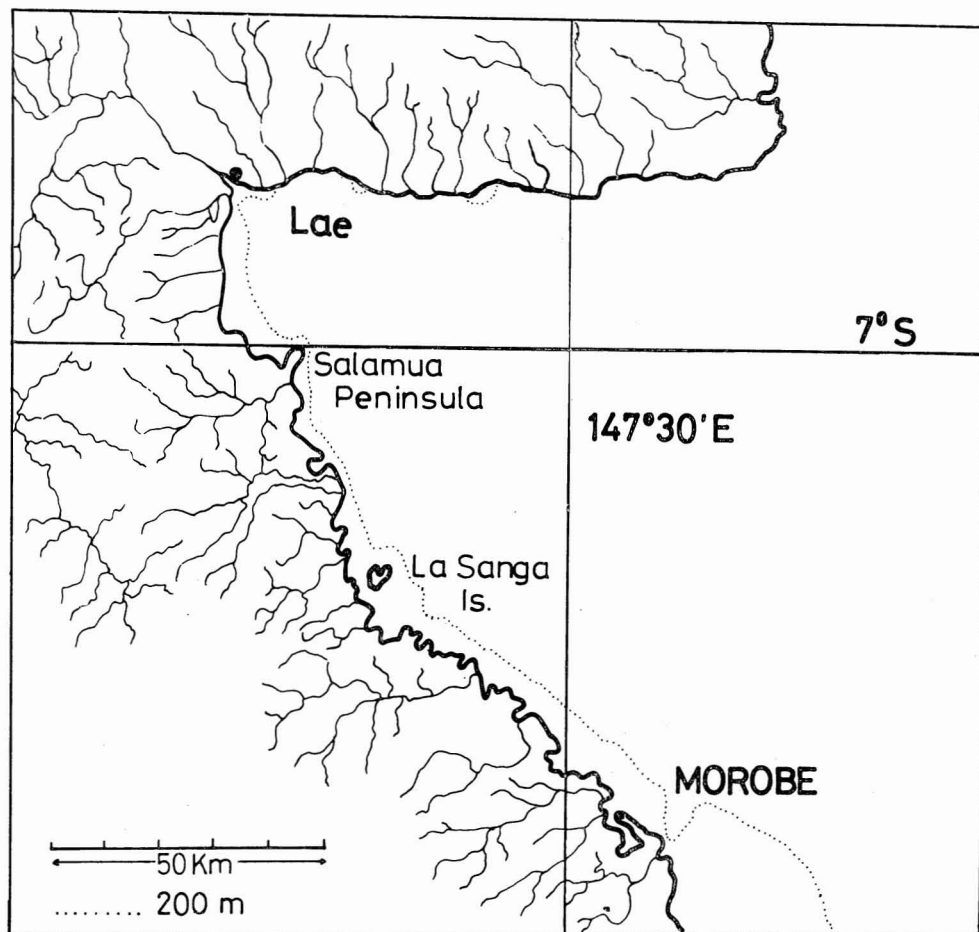 Lae
7°S
Salamua
Peninsula
147°30'E
La Sanga
Is.
MOROBE
50 Km
200 m